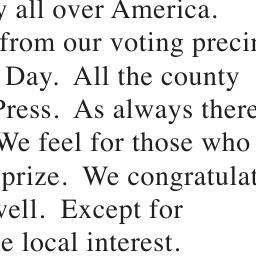 y all over America.
from our voting precin
Day. All the county
Press. As always there
We feel for those who
prize. We congratulat
well. Except for
e local interest.